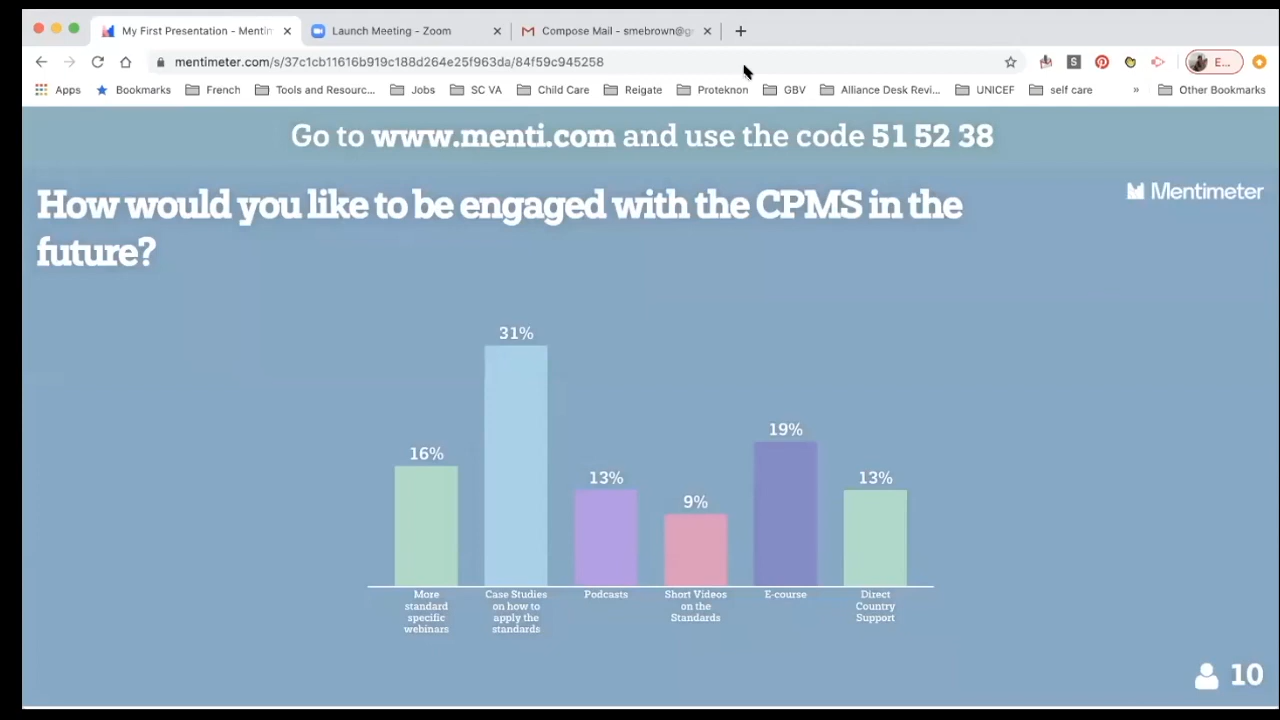 My First Presentation - Mentim
Launch Meeting - Zoom
Compose Mail - smebrown@gr
mentimeter.com/s/37c1cb11616b919c188d264e25f963da/84f59c945258
S
E...
Apps
Bookmarks
French
Tools and Resourc...
Jobs
SC VA
Child Care
Reigate
Proteknon
GBV
Alliance Desk Revi...
UNICEF
self care
»
Other Bookmarks
Go to www.menti.com and use the code 51 52 38
How would you like to be engaged with the CPMS in the
future?
Mentimeter
16%
31%
13%
9%
19%
13%
More
standard
specific
webinars
Case Studies
on how to
apply the
standards
Podcasts
Short Videos
on the
Standards
E-course
Direct
Country
Support
10